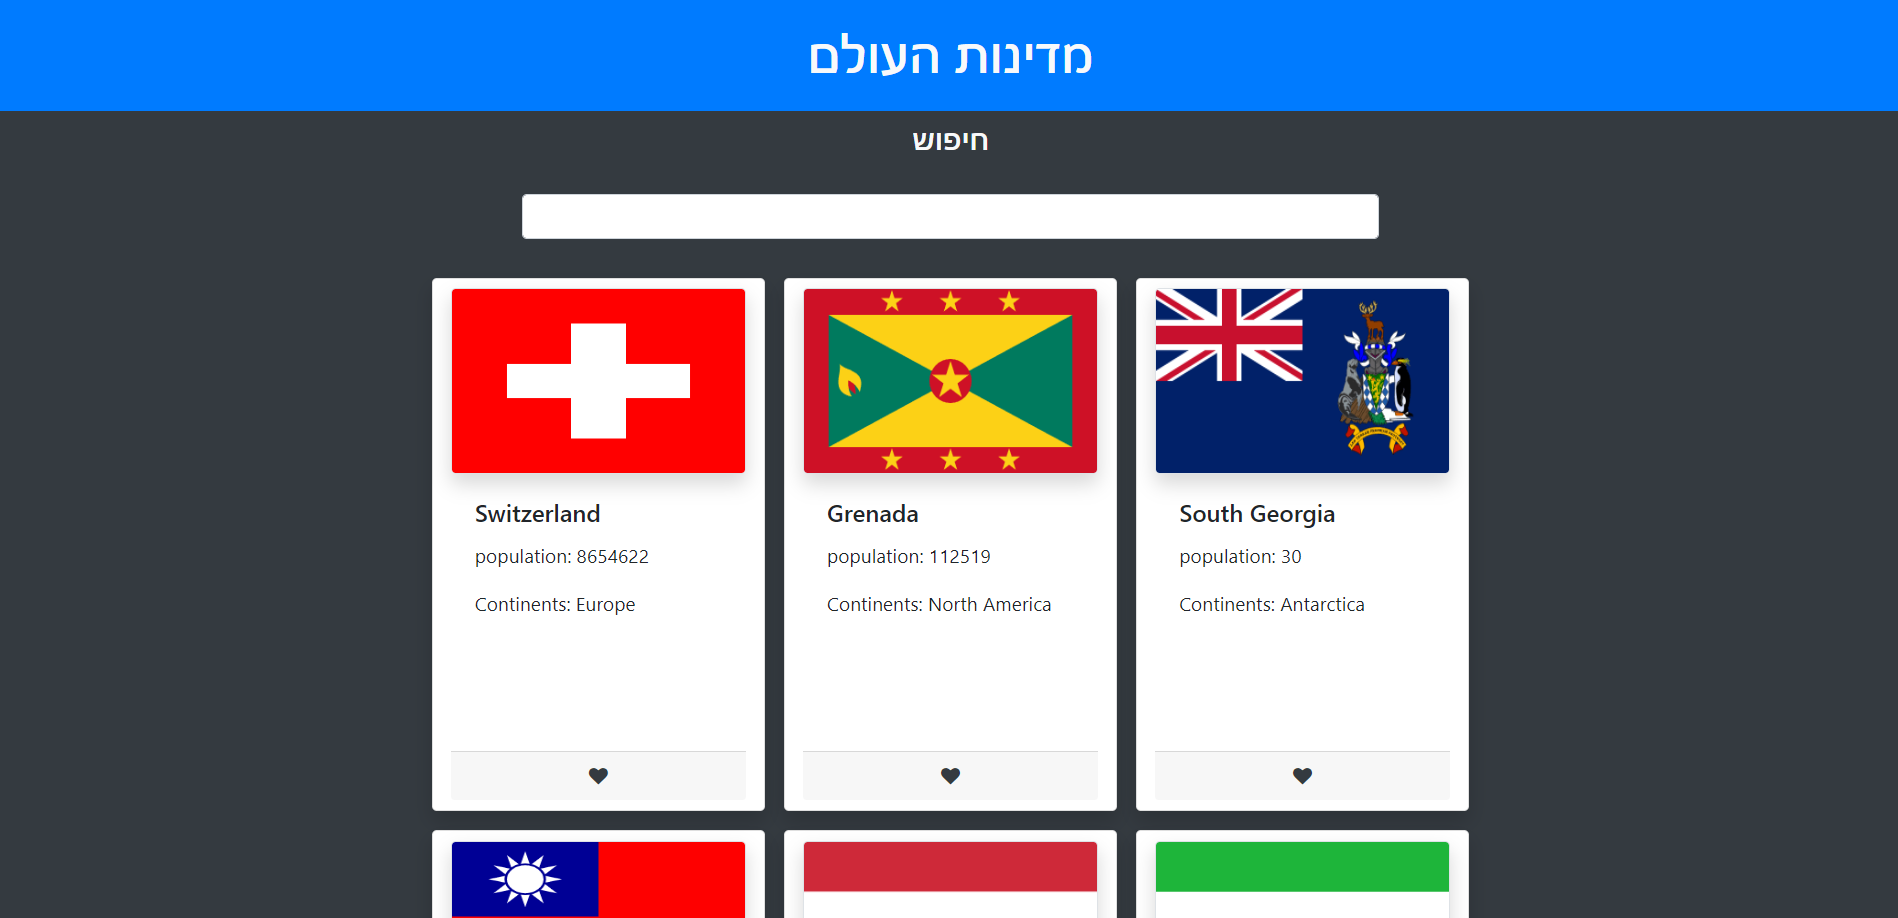 מדינות העולם
חיפוש
Switzerland
population: 8654622
Continents: Europe
Grenada
population: 112519
Continents: North America
South Georgia
population: 30
Continents: Antarctica